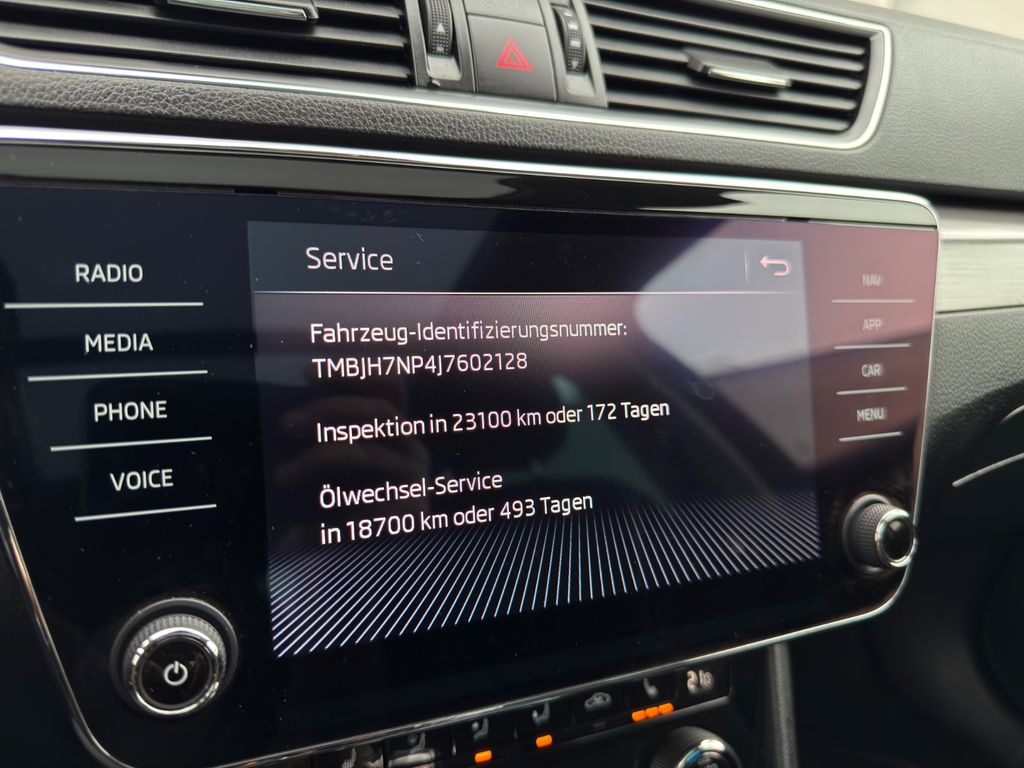 Service
RADIO
MEDIA
PHONE
VOICE
Fahrzeug-Identifizierungsnummer:
TMBJH7NP4J7602128
Inspektion in 23100 km oder 172 Tagen
Ölwechsel-Service
in 18700 km oder 493 Tagen
NAV
APP
CAR
MENU